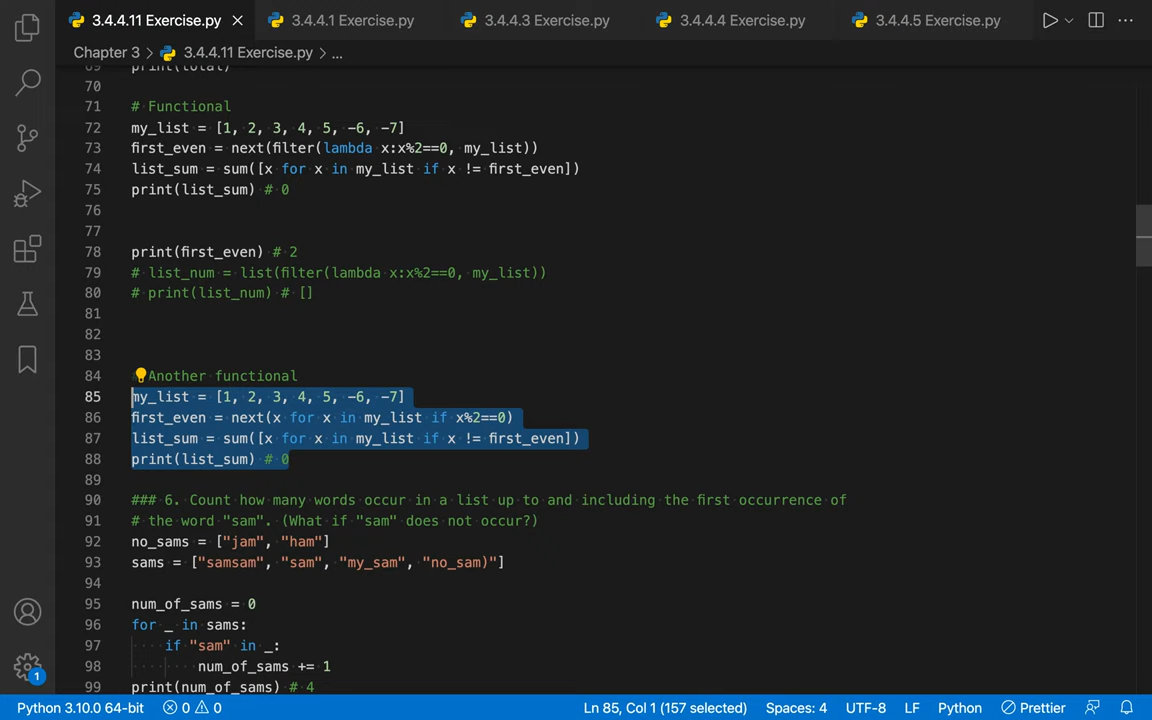 3.4.4.11 Exercise.py 3.4.4.1 Exercise.py 3.4.4.3 Exercise.py 3.4.4.4 Exercise.py 3.4.4.5 Exercise.py
Chapter 3 > 3.4.4.11 Exercise.py > ...
69 print(total)
70
71 # Functional
72 my_list = [1, 2, 3, 4, 5, -6, -7]
73 first_even = next(filter(lambda x:x%2==0, my_list))
74 list_sum = sum([x for x in my_list if x != first_even])
75 print(list_sum) # 0
76
77
78 print(first_even) # 2
79 # list_num = list(filter(lambda x:x%2==0, my_list))
80 # print(list_num) # []
81
82
83
84 Another functional
85 my_list = [1, 2, 3, 4, 5, -6, -7]
86 first_even = next(x for x in my_list if x%2==0)
87 list_sum = sum([x for x in my_list if x != first_even])
88 print(list_sum) # 0
89
90 ### 6. Count how many words occur in a list up to and including the first occurrence of
91 # the word "sam". (What if "sam" does not occur?)
92 no_sams = ["jam", "ham"]
93 sams = ["samsam", "sam", "my_sam", "no_sam)"]
94
95 num_of_sams = 0
96 for _ in sams:
97 if "sam" in _:
98 num_of_sams += 1
99 print(num_of_sams) # 4
1
Python 3.10.0 64-bit 0 0 Ln 85, Col 1 (157 selected) Spaces: 4 UTF-8 LF Python Prettier